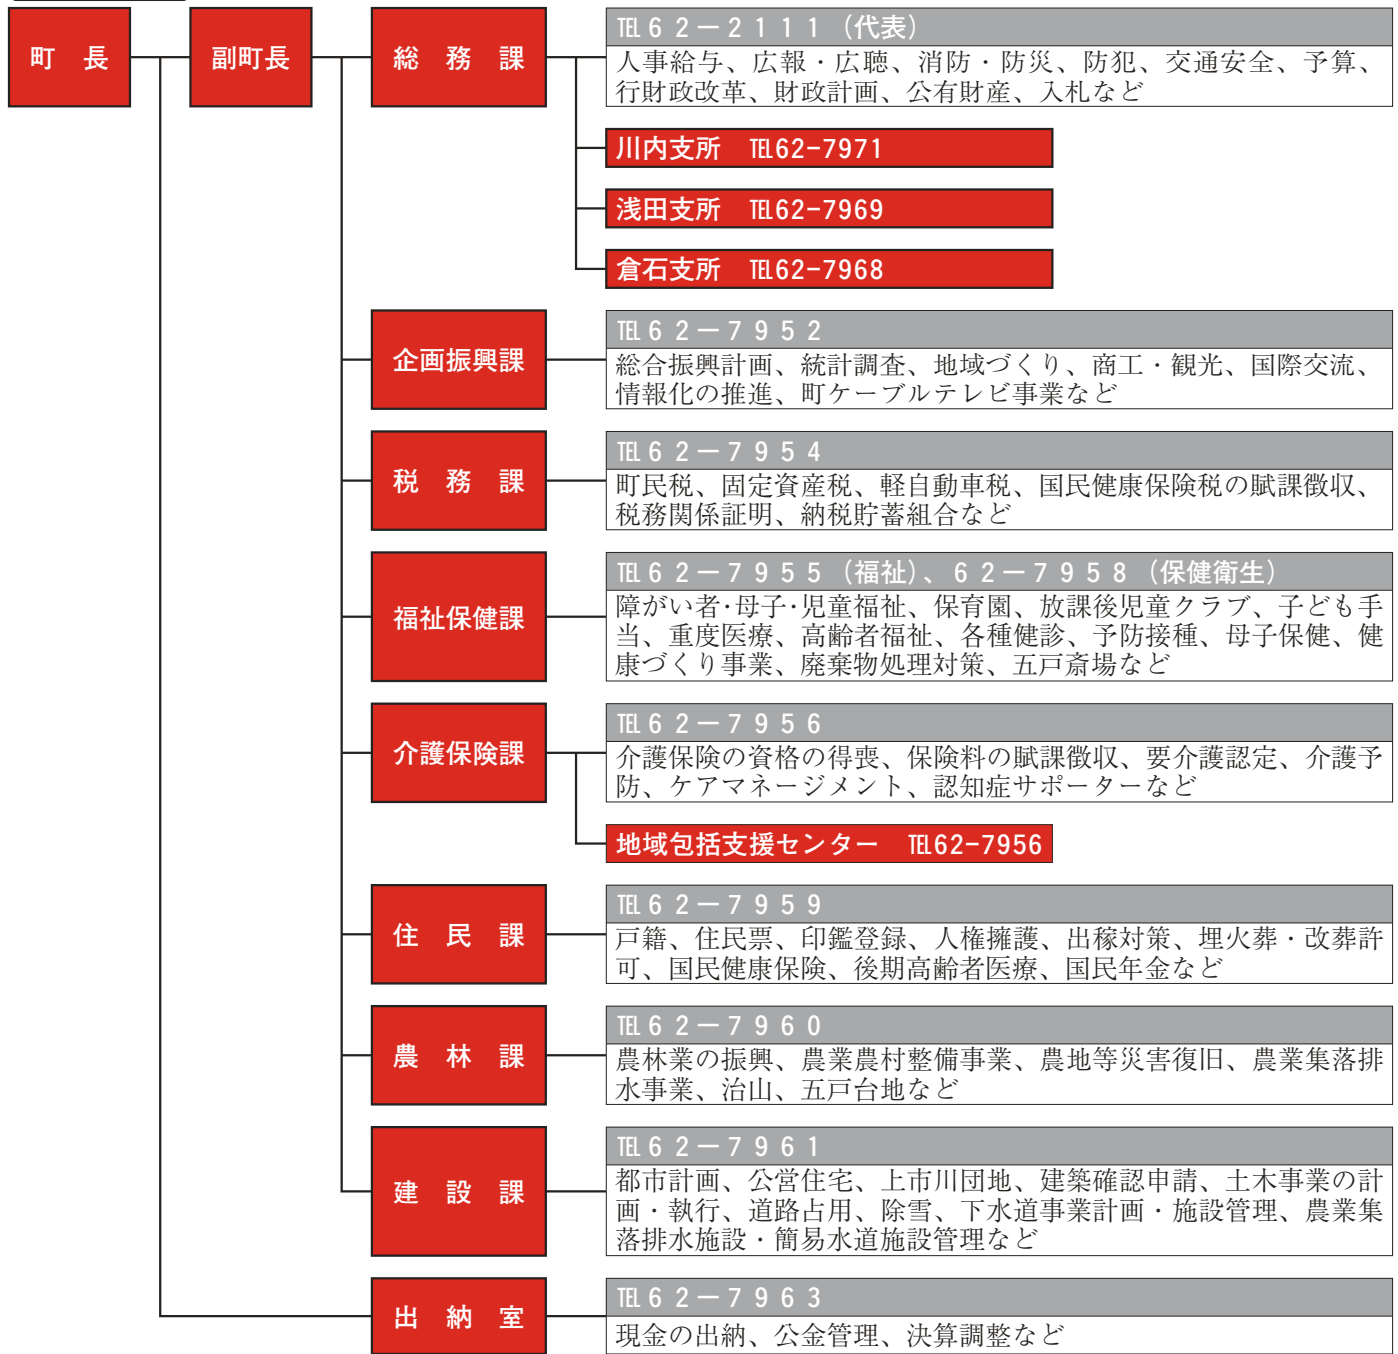 町長
副町長
総務課
℡62－2111（代表）
人事給与、広報・広聴、消防・防災、防犯、交通安全、予算、
行財政改革、財政計画、公有財産、入札など
川内支所　℡62-7971
浅田支所　℡62-7969
倉石支所　℡62-7968
企画振興課
℡62－7952
総合振興計画、統計調査、地域づくり、商工・観光、国際交流、
情報化の推進、町ケーブルテレビ事業など
税務課
℡62－7954
町民税、固定資産税、軽自動車税、国民健康保険税の賦課徴収、
税務関係証明、納税貯蓄組合など
福祉保健課
℡62－7955（福祉）、62－7958（保健衛生）
障がい者・母子・児童福祉、保育園、放課後児童クラブ、子ども手
当、重度医療、高齢者福祉、各種健診、予防接種、母子保健、健
康づくり事業、廃棄物処理対策、五戸斎場など
介護保険課
℡62－7956
介護保険の資格の得喪、保険料の賦課徴収、要介護認定、介護予
防、ケアマネージメント、認知症サポーターなど
地域包括支援センター　℡62-7956
住民課
℡62－7959
戸籍、住民票、印鑑登録、人権擁護、出稼対策、埋火葬・改葬許
可、国民健康保険、後期高齢者医療、国民年金など
農林課
℡62－7960
農林業の振興、農業農村整備事業、農地等災害復旧、農業集落排
水事業、治山、五戸台地など
建設課
℡62－7961
都市計画、公営住宅、上市川団地、建築確認申請、土木事業の計
画・執行、道路占用、除雪、下水道事業計画・施設管理、農業集
落排水施設・簡易水道施設管理など
出納室
℡62－7963
現金の出納、公金管理、決算調整など